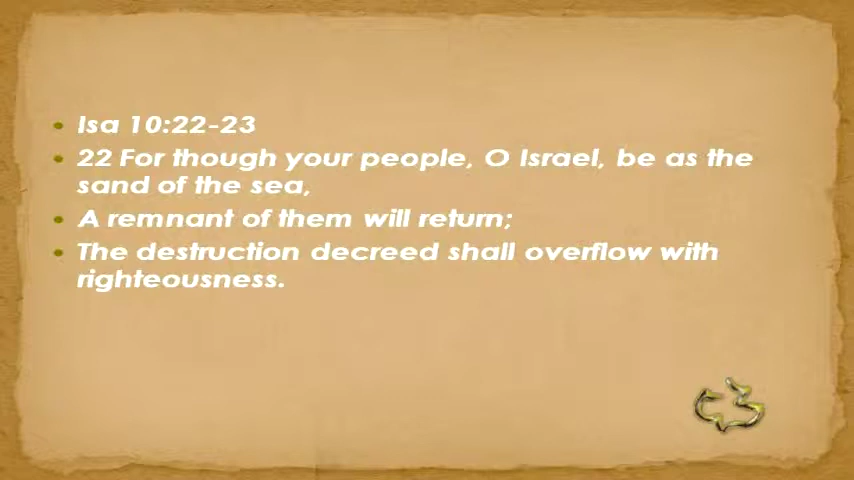 Isa 10:22-23
22 For though your people, O Israel, be as the
sand of the sea,
A remnant of them will return;
The destruction decreed shall overflow with
righteousness.